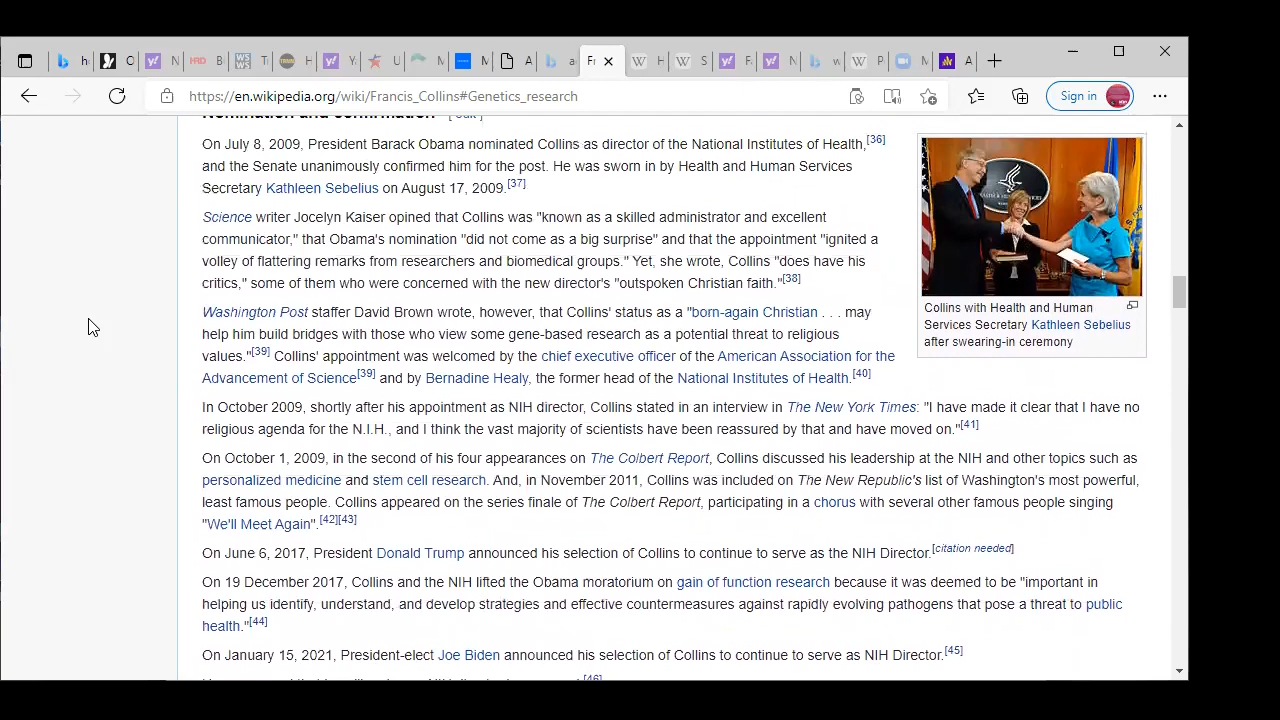 h
O
N
HRD B
WS WS T
TRAIN H
Y
U
M
M
A
a
Fr
W H
W S
F
N
w
W P
M
A
https://en.wikipedia.org/wiki/Francis_Collins#Genetics_research
Sign in
Nomination and confirmation [ edit ]
On July 8, 2009, President Barack Obama nominated Collins as director of the National Institutes of Health,[36]
and the Senate unanimously confirmed him for the post. He was sworn in by Health and Human Services
Secretary Kathleen Sebelius on August 17, 2009.[37]
Science writer Jocelyn Kaiser opined that Collins was "known as a skilled administrator and excellent
communicator," that Obama's nomination "did not come as a big surprise" and that the appointment "ignited a
volley of flattering remarks from researchers and biomedical groups." Yet, she wrote, Collins "does have his
critics," some of them who were concerned with the new director's "outspoken Christian faith."[38]
Washington Post staffer David Brown wrote, however, that Collins' status as a "born-again Christian . . . may
help him build bridges with those who view some gene-based research as a potential threat to religious
values."[39] Collins' appointment was welcomed by the chief executive officer of the American Association for the
Advancement of Science[39] and by Bernadine Healy, the former head of the National Institutes of Health.[40]
Collins with Health and Human
Services Secretary Kathleen Sebelius
after swearing-in ceremony
In October 2009, shortly after his appointment as NIH director, Collins stated in an interview in The New York Times: "I have made it clear that I have no
religious agenda for the N.I.H., and I think the vast majority of scientists have been reassured by that and have moved on."[41]
On October 1, 2009, in the second of his four appearances on The Colbert Report, Collins discussed his leadership at the NIH and other topics such as
personalized medicine and stem cell research. And, in November 2011, Collins was included on The New Republic's list of Washington's most powerful,
least famous people. Collins appeared on the series finale of The Colbert Report, participating in a chorus with several other famous people singing
"We'll Meet Again".[42][43]
On June 6, 2017, President Donald Trump announced his selection of Collins to continue to serve as the NIH Director.[citation needed]
On 19 December 2017, Collins and the NIH lifted the Obama moratorium on gain of function research because it was deemed to be "important in
helping us identify, understand, and develop strategies and effective countermeasures against rapidly evolving pathogens that pose a threat to public
health."[44]
On January 15, 2021, President-elect Joe Biden announced his selection of Collins to continue to serve as NIH Director.[45]
[46]